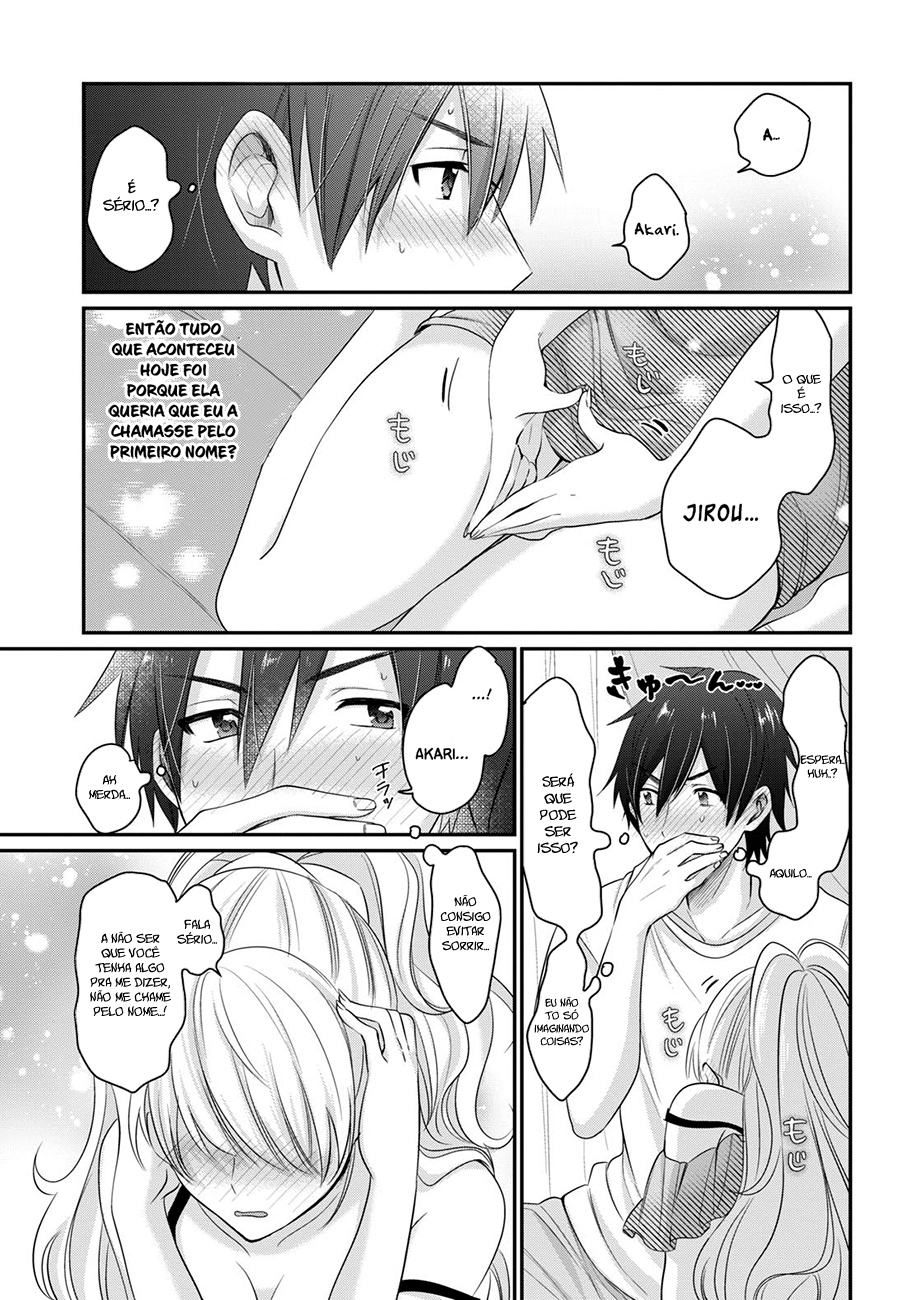 A...
Akari.
É
SÉRIO...?
O QUE
É
ISSO..?
JIROU...
もじ
もじ
もじ
ENTÃO TUDO
QUE ACONTECEU
HOJE FOI
PORQUE ELA
QUERIA QUE EU A
CHAMASSE PELO
PRIMEIRO NOME?
きゅ～ん...
ESPERA...
HUH..?
AQUILO...
SERÁ
QUE
PODE
SER
ISSO?
EU NÃO
TO SÓ
IMAGINANDO
COISAS?
もじ
もじ
...!
AKARI...
チラッ
AH
MERDA...
NÃO
CONSIGO
EVITAR
SORRIR...
FALA
SÉRIO...
A NÃO SER
QUE VOCÊ
TENHA ALGO
PRA ME DIZER,
NÃO ME CHAME
PELO NOME..!